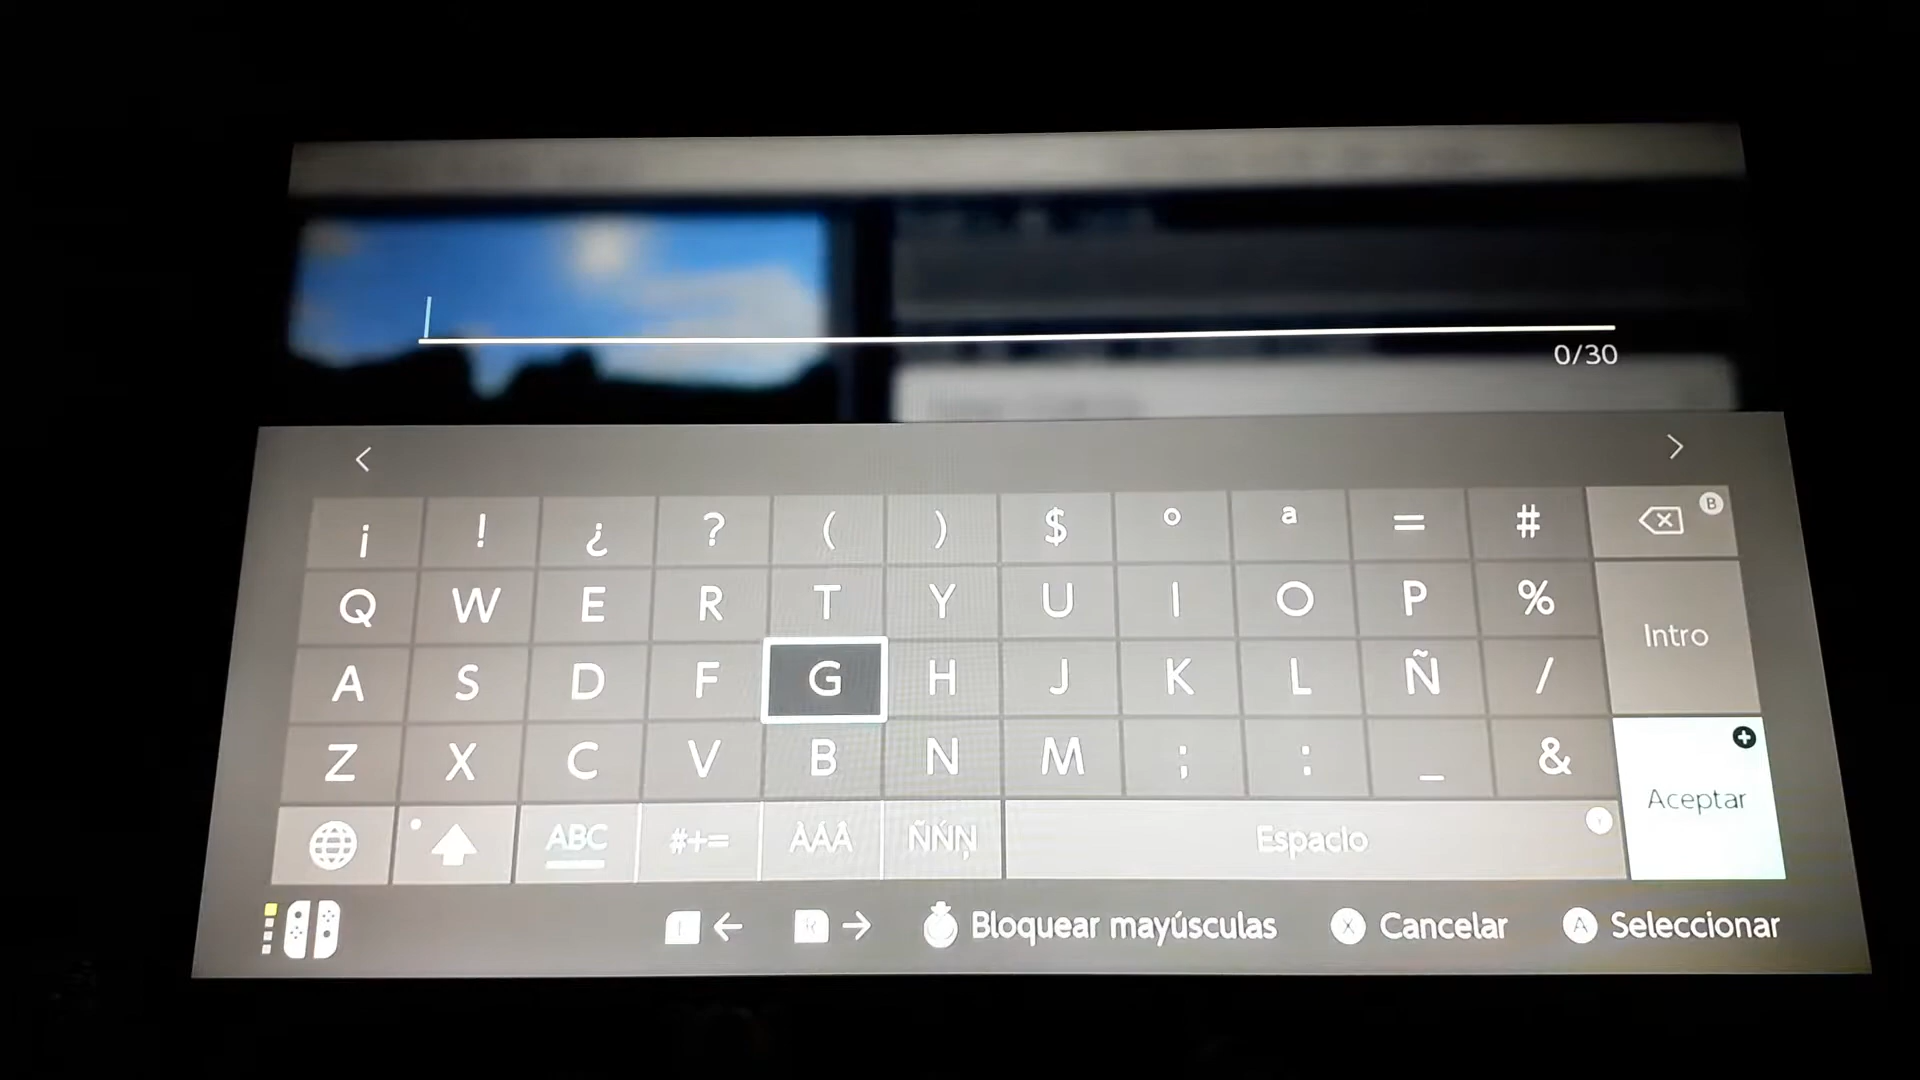 0/30
¡ ! ¿ ? ( ) $ º ª = # B
Q W E R T Y U I O P %
Intro
A S D F G H J K L Ñ /
Z X C V B N M ; : _ &
Aceptar
ABC #+= ÀÁÂ ÑŃŅ Espacio Y
L ← R → Bloquear mayúsculas X Cancelar A Seleccionar